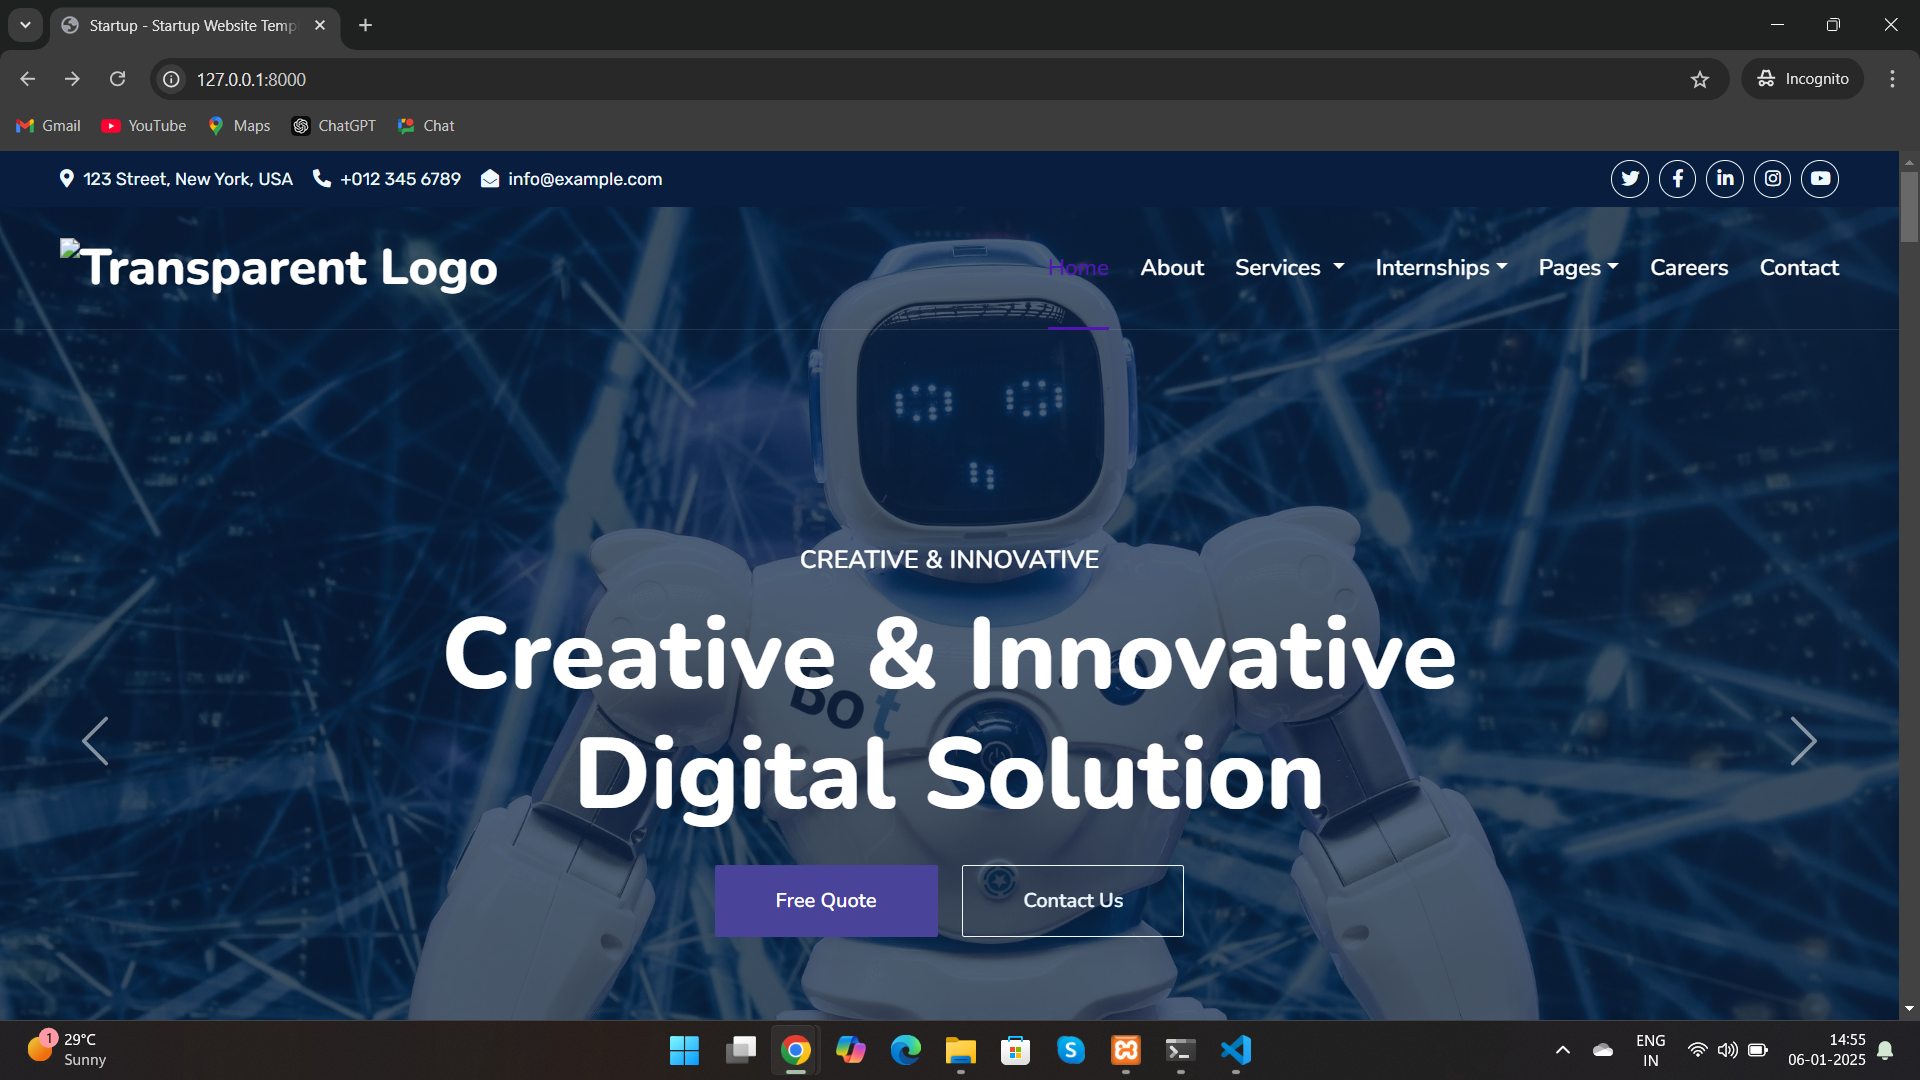 Startup - Startup Website Temp
127.0.0.1:8000
Incognito
Gmail YouTube Maps ChatGPT Chat
123 Street, New York, USA +012 345 6789 info@example.com
Transparent Logo
Home About Services Internships Pages Careers Contact
CREATIVE & INNOVATIVE
Creative & Innovative
Digital Solution
Bot
Free Quote Contact Us
1
29°C
Sunny
ENG
IN
14:55
06-01-2025